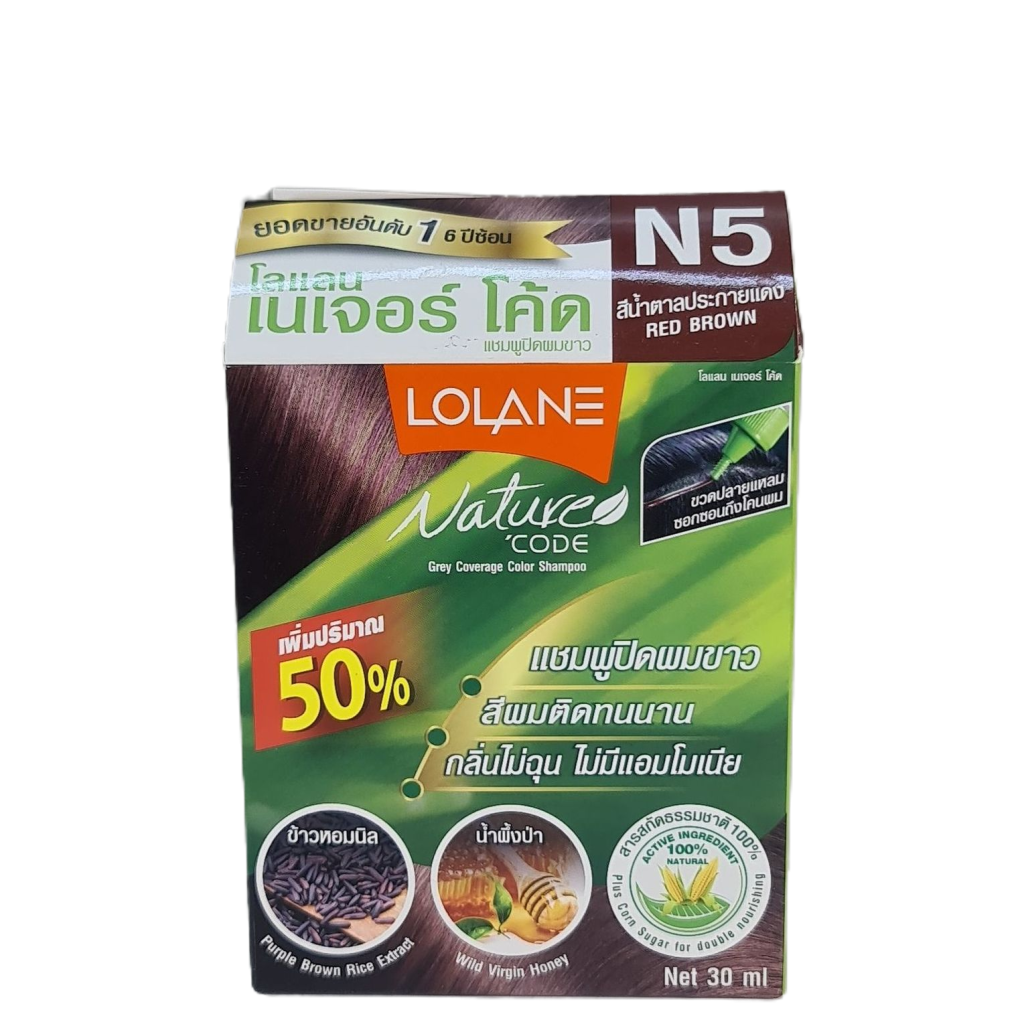 ยอดขายอันดับ 1 6 ปีซ้อน
N5
โลแลน
เนเจอร์ โค้ด
แชมพูปิดผมขาว
สีน้ำตาลประกายแดง
RED BROWN
โลแลน เนเจอร์ โค้ด
LOLANE
Nature
'CODE
Grey Coverage Color Shampoo
ขวดปลายแหลม
ซอกซอนถึงโคนผม
เพิ่มปริมาณ
50%
แชมพูปิดผมขาว
สีผมติดทนนาน
กลิ่นไม่ฉุน ไม่มีแอมโมเนีย
ข้าวหอมนิล
Purple Brown Rice Extract
น้ำผึ้งป่า
Wild Virgin Honey
สารสกัดธรรมชาติ 100%
ACTIVE INGREDIENT
100%
NATURAL
Plus Corn Sugar for double nourishing
Net 30 ml